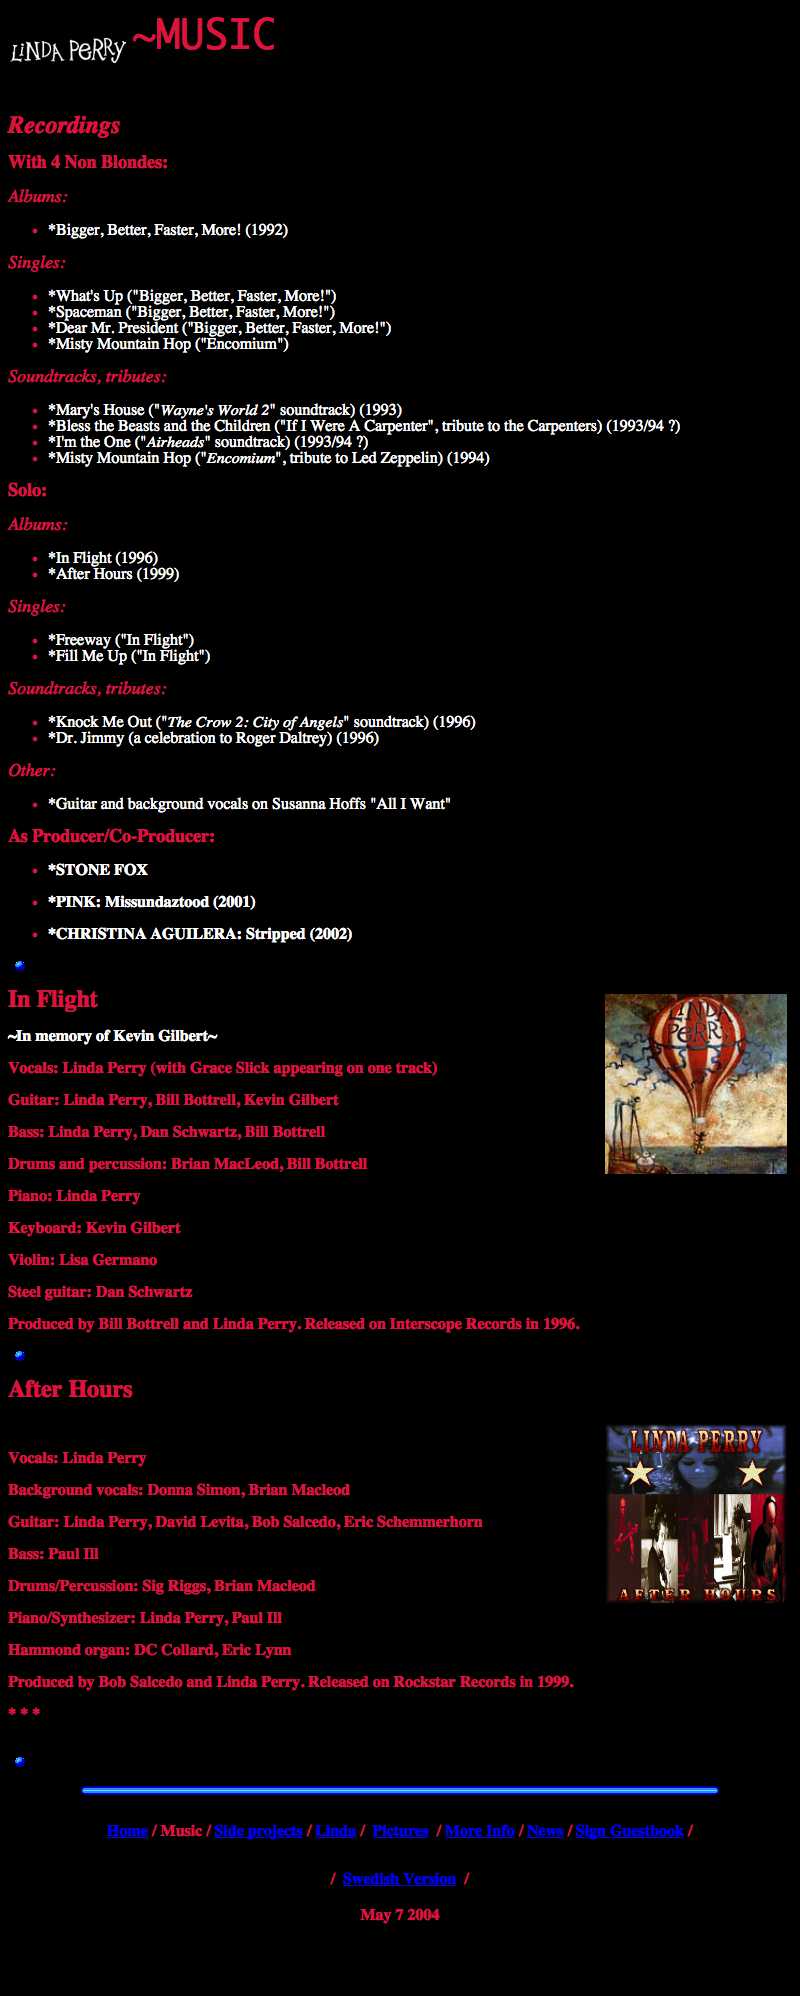 LiNDA PeRRY ~MUSIC
Recordings
With 4 Non Blondes:
Albums:
*Bigger, Better, Faster, More! (1992)
Singles:
*What's Up ("Bigger, Better, Faster, More!")
*Spaceman ("Bigger, Better, Faster, More!")
*Dear Mr. President ("Bigger, Better, Faster, More!")
*Misty Mountain Hop ("Encomium")
Soundtracks, tributes:
*Mary's House ("Wayne's World 2" soundtrack) (1993)
*Bless the Beasts and the Children ("If I Were A Carpenter", tribute to the Carpenters) (1993/94 ?)
*I'm the One ("Airheads" soundtrack) (1993/94 ?)
*Misty Mountain Hop ("Encomium", tribute to Led Zeppelin) (1994)
Solo:
Albums:
*In Flight (1996)
*After Hours (1999)
Singles:
*Freeway ("In Flight")
*Fill Me Up ("In Flight")
Soundtracks, tributes:
*Knock Me Out ("The Crow 2: City of Angels" soundtrack) (1996)
*Dr. Jimmy (a celebration to Roger Daltrey) (1996)
Other:
*Guitar and background vocals on Susanna Hoffs "All I Want"
As Producer/Co-Producer:
*STONE FOX
*PINK: Missundaztood (2001)
*CHRISTINA AGUILERA: Stripped (2002)
In Flight
LINDA
PeRRY
~In memory of Kevin Gilbert~
Vocals: Linda Perry (with Grace Slick appearing on one track)
Guitar: Linda Perry, Bill Bottrell, Kevin Gilbert
Bass: Linda Perry, Dan Schwartz, Bill Bottrell
Drums and percussion: Brian MacLeod, Bill Bottrell
Piano: Linda Perry
Keyboard: Kevin Gilbert
Violin: Lisa Germano
Steel guitar: Dan Schwartz
Produced by Bill Bottrell and Linda Perry. Released on Interscope Records in 1996.
After Hours
LINDA PERRY
AFTER HOURS
Vocals: Linda Perry
Background vocals: Donna Simon, Brian Macleod
Guitar: Linda Perry, David Levita, Bob Salcedo, Eric Schemmerhorn
Bass: Paul Ill
Drums/Percussion: Sig Riggs, Brian Macleod
Piano/Synthesizer: Linda Perry, Paul Ill
Hammond organ: DC Collard, Eric Lynn
Produced by Bob Salcedo and Linda Perry. Released on Rockstar Records in 1999.
* * *
Home / Music / Side projects / Linda / Pictures / More Info / News / Sign Guestbook /
/ Swedish Version /
May 7 2004